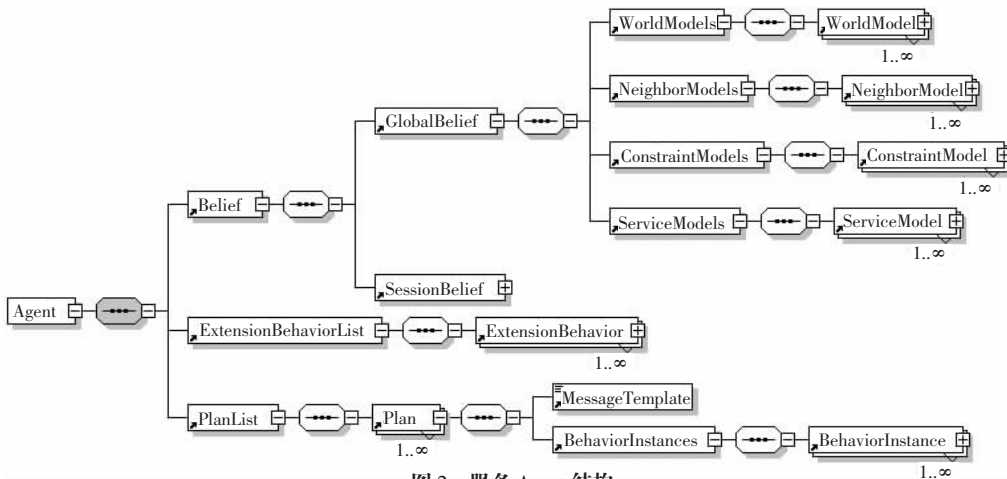 WorldModels
WorldModel
1..∞
NeighborModels
NeighborModel
1..∞
GlobalBelief
ConstraintModels
ConstraintModel
1..∞
Belief
ServiceModels
ServiceModel
1..∞
SessionBelief
Agent
ExtensionBehaviorList
ExtensionBehavior
1..∞
PlanList
Plan
1..∞
MessageTemplate
BehaviorInstances
BehaviorInstance
1..∞